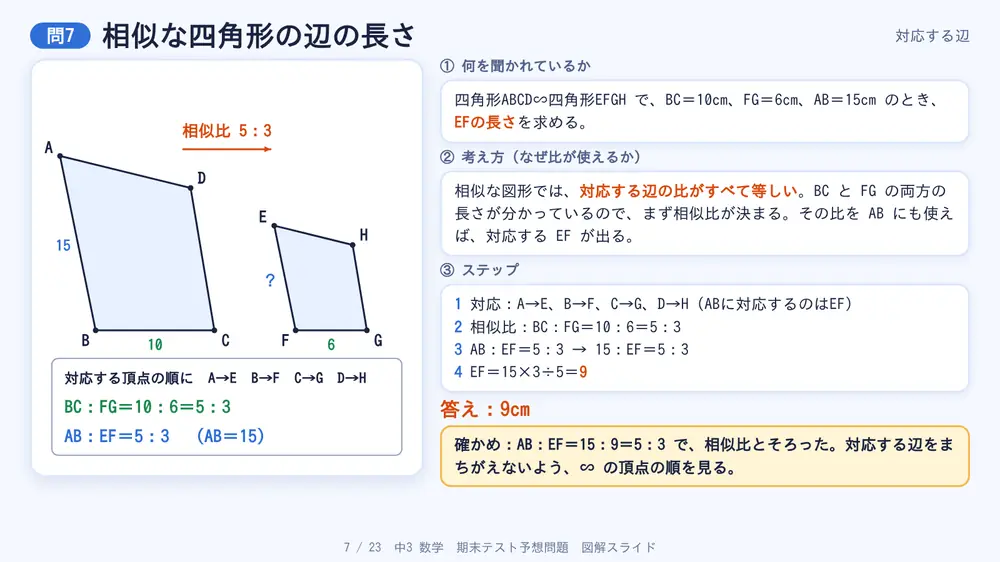 問7 相似な四角形の辺の長さ
対応する辺
相似比 5:3
A
D
E
H
15
?
B
10
C
F
6
G
対応する頂点の順に A→E B→F C→G D→H
BC:FG=10:6=5:3
AB:EF=5:3 (AB=15)
① 何を聞かれているか
四角形ABCD∽四角形EFGH で、BC=10cm、FG=6cm、AB=15cm のとき、
EFの長さを求める。
② 考え方(なぜ比が使えるか)
相似な図形では、対応する辺の比がすべて等しい。BC と FG の両方の
長さが分かっているので、まず相似比が決まる。その比を AB にも使え
ば、対応する EF が出る。
③ ステップ
1 対応:A→E、B→F、C→G、D→H(ABに対応するのはEF)
2 相似比:BC:FG=10:6=5:3
3 AB:EF=5:3 → 15:EF=5:3
4 EF=15×3÷5=9
答え:9cm
確かめ:AB:EF=15:9=5:3 で、相似比とそろった。対応する辺をま
ちがえないよう、∽ の頂点の順を見る。
7 / 23 中3 数学 期末テスト予想問題 図解スライド